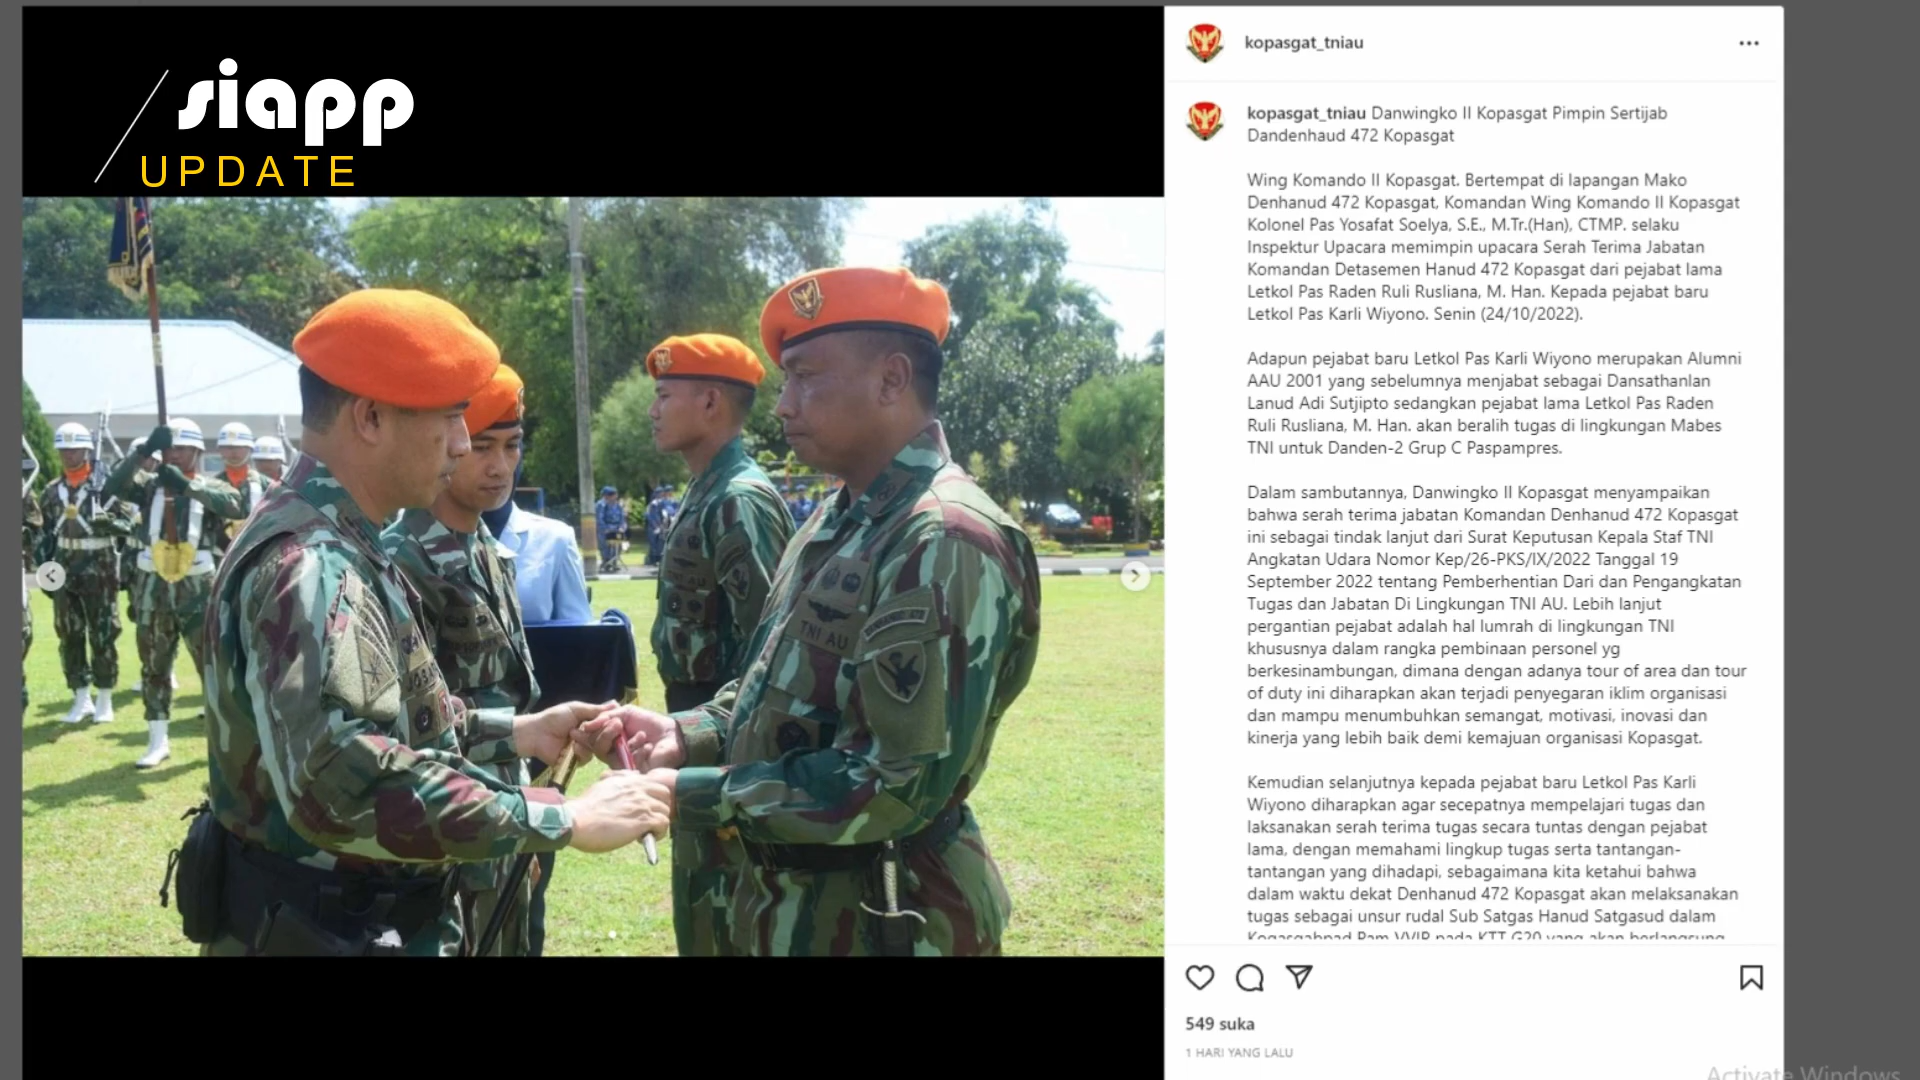 siapp
UPDATE
TNI AU
kopasgat_tniau
kopasgat_tniau Danwingko II Kopasgat Pimpin Sertijab
Dandenhaud 472 Kopasgat
Wing Komando II Kopasgat. Bertempat di lapangan Mako
Denhanud 472 Kopasgat, Komandan Wing Komando II Kopasgat
Kolonel Pas Yosafat Soelya, S.E., M.Tr.(Han), CTMP. selaku
Inspektur Upacara memimpin upacara Serah Terima Jabatan
Komandan Detasemen Hanud 472 Kopasgat dari pejabat lama
Letkol Pas Raden Ruli Rusliana, M. Han. Kepada pejabat baru
Letkol Pas Karli Wiyono. Senin (24/10/2022).
Adapun pejabat baru Letkol Pas Karli Wiyono merupakan Alumni
AAU 2001 yang sebelumnya menjabat sebagai Dansathanlan
Lanud Adi Sutjipto sedangkan pejabat lama Letkol Pas Raden
Ruli Rusliana, M. Han. akan beralih tugas di lingkungan Mabes
TNI untuk Danden-2 Grup C Paspampres.
Dalam sambutannya, Danwingko II Kopasgat menyampaikan
bahwa serah terima jabatan Komandan Denhanud 472 Kopasgat
ini sebagai tindak lanjut dari Surat Keputusan Kepala Staf TNI
Angkatan Udara Nomor Kep/26-PKS/IX/2022 Tanggal 19
September 2022 tentang Pemberhentian Dari dan Pengangkatan
Tugas dan Jabatan Di Lingkungan TNI AU. Lebih lanjut
pergantian pejabat adalah hal lumrah di lingkungan TNI
khususnya dalam rangka pembinaan personel yg
berkesinambungan, dimana dengan adanya tour of area dan tour
of duty ini diharapkan akan terjadi penyegaran iklim organisasi
dan mampu menumbuhkan semangat, motivasi, inovasi dan
kinerja yang lebih baik demi kemajuan organisasi Kopasgat.
Kemudian selanjutnya kepada pejabat baru Letkol Pas Karli
Wiyono diharapkan agar secepatnya mempelajari tugas dan
laksanakan serah terima tugas secara tuntas dengan pejabat
lama, dengan memahami lingkup tugas serta tantangan-
tantangan yang dihadapi, sebagaimana kita ketahui bahwa
dalam waktu dekat Denhanud 472 Kopasgat akan melaksanakan
tugas sebagai unsur rudal Sub Satgas Hanud Satgasud dalam
Kogasgabpad Pam VVIP pada KTT G20 yang akan berlangsung
549 suka
1 HARI YANG LALU
Activate Windows